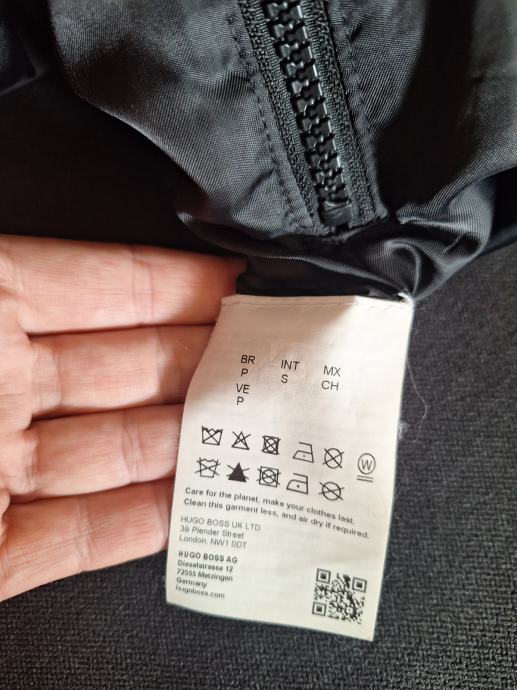 BR INT MX
P S CH
VE
P
W
Care for the planet, make your clothes last.
Clean this garment less, and air dry if required.
HUGO BOSS UK LTD
39 Plender Street
London, NW1 0DT
HUGO BOSS AG
Dieselstrasse 12
72555 Metzingen
Germany
hugoboss.com